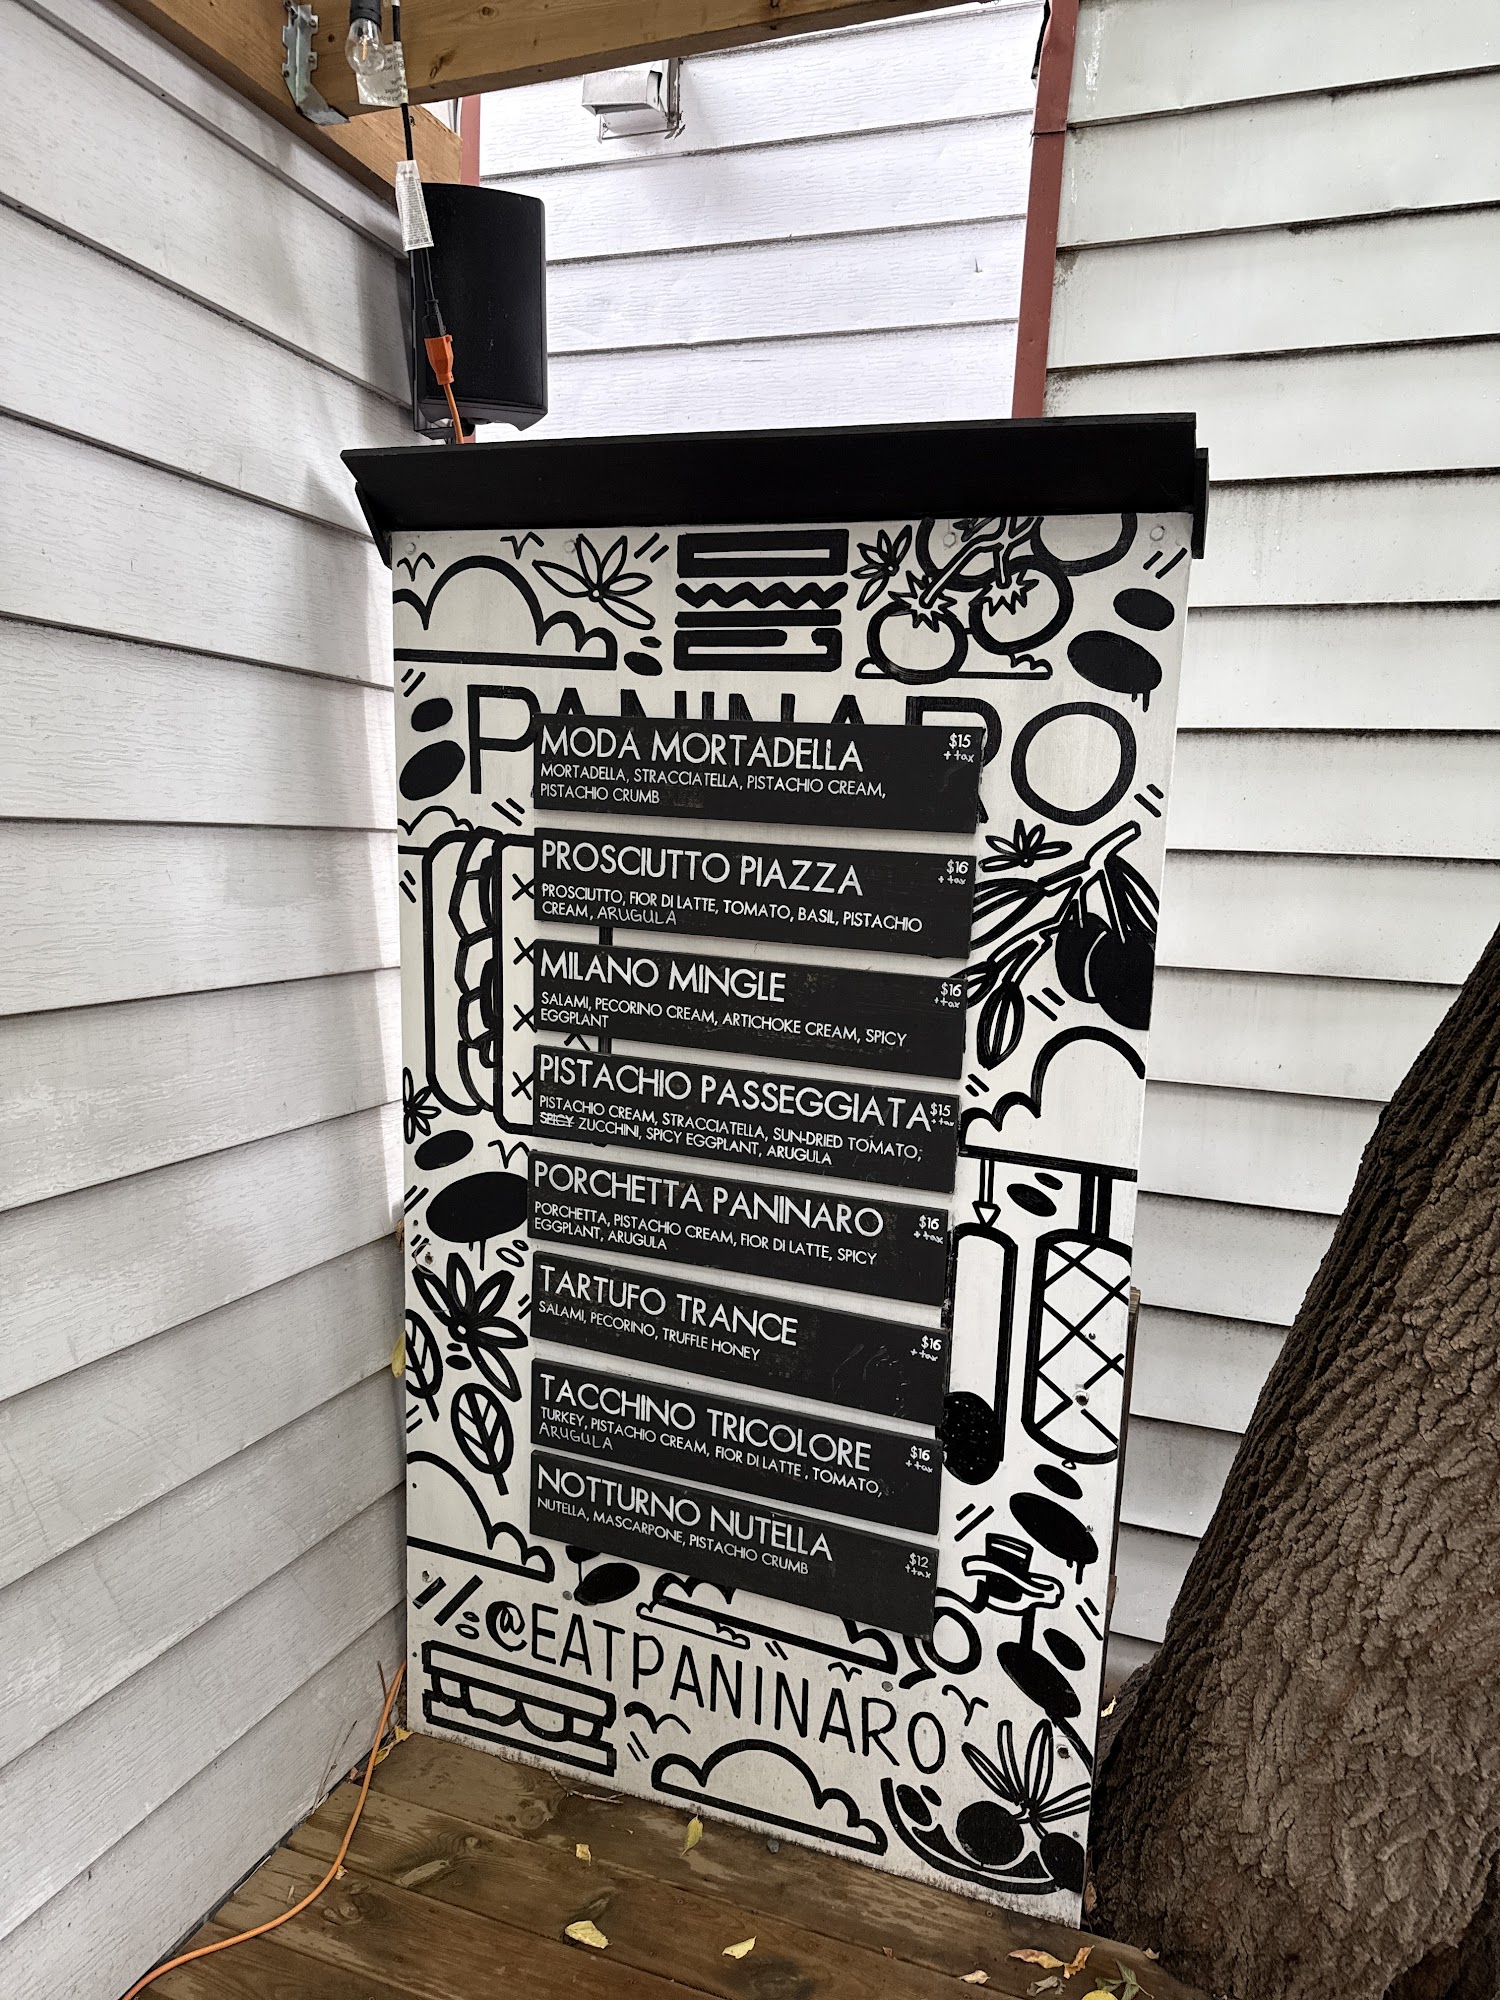 PANINARO
MODA MORTADELLA $15
+ tax
MORTADELLA, STRACCIATELLA, PISTACHIO CREAM,
PISTACHIO CRUMB
PROSCIUTTO PIAZZA $16
+ tax
PROSCIUTTO, FIOR DI LATTE, TOMATO, BASIL, PISTACHIO
CREAM, ARUGULA
MILANO MINGLE $16
+tax
SALAMI, PECORINO CREAM, ARTICHOKE CREAM, SPICY
EGGPLANT
PISTACHIO PASSEGGIATA $15
+tax
PISTACHIO CREAM, STRACCIATELLA, SUN-DRIED TOMATO,
SPICY ZUCCHINI, SPICY EGGPLANT, ARUGULA
PORCHETTA PANINARO $16
+ tax
PORCHETTA, PISTACHIO CREAM, FIOR DI LATTE, SPICY
EGGPLANT, ARUGULA
TARTUFO TRANCE $16
+tax
SALAMI, PECORINO, TRUFFLE HONEY
TACCHINO TRICOLORE $16
+tax
TURKEY, PISTACHIO CREAM, FIOR DI LATTE , TOMATO,
ARUGULA
NOTTURNO NUTELLA $12
+tax
NUTELLA, MASCARPONE, PISTACHIO CRUMB
@EATPANINARO